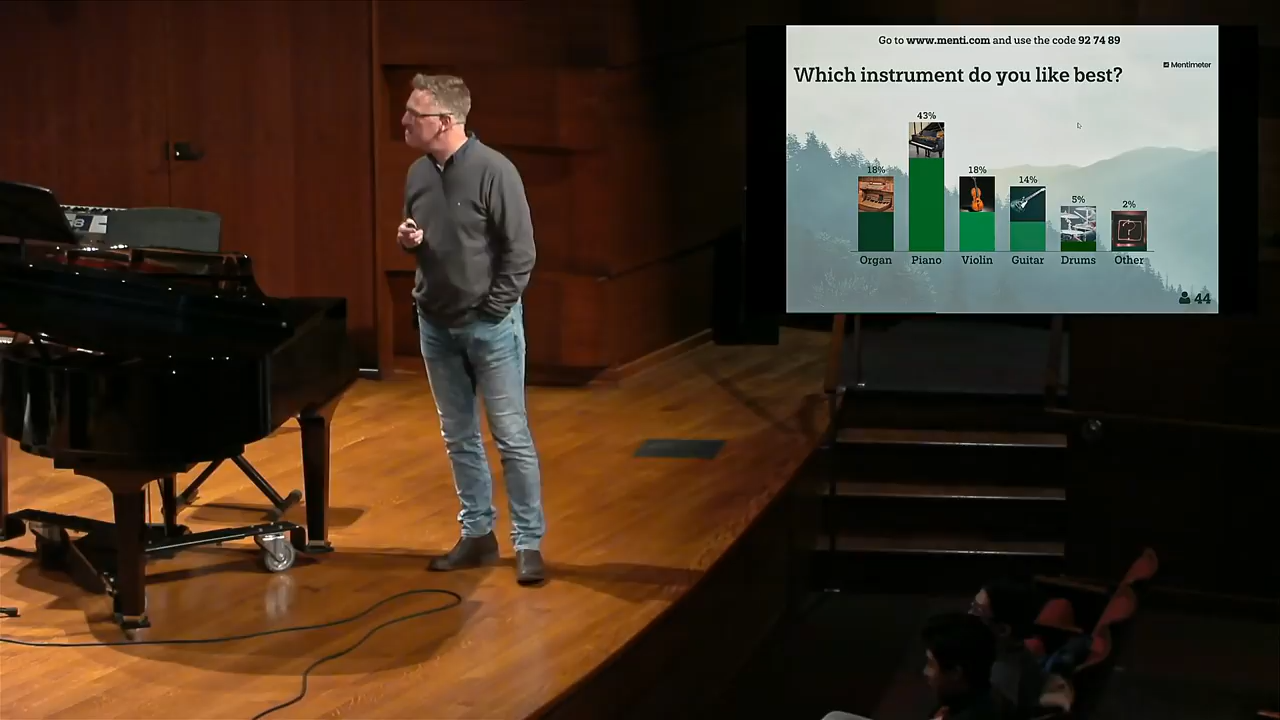 Go to www.menti.com and use the code 92 74 89
Mentimeter
Which instrument do you like best?
43%
18%
18%
14%
5%
2%
Organ
Piano
Violin
Guitar
Drums
Other
44